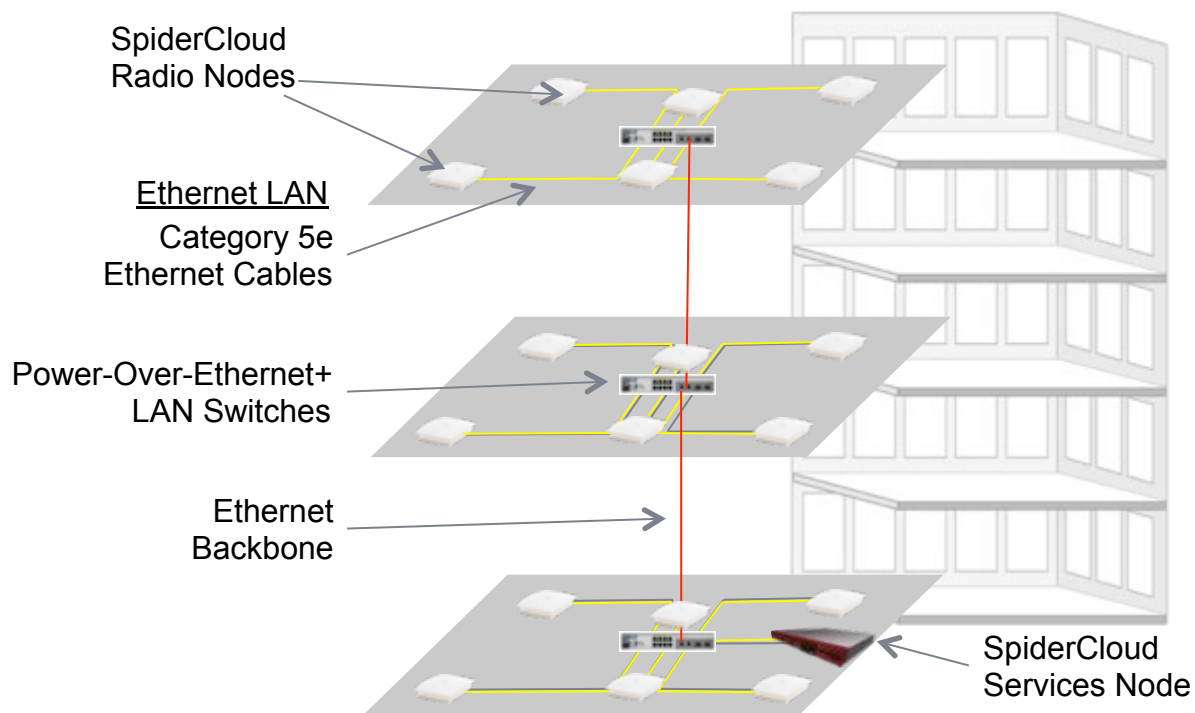 SpiderCloud
Radio Nodes
Ethernet LAN
Category 5e
Ethernet Cables
Power-Over-Ethernet+
LAN Switches
Ethernet
Backbone
SpiderCloud
Services Node